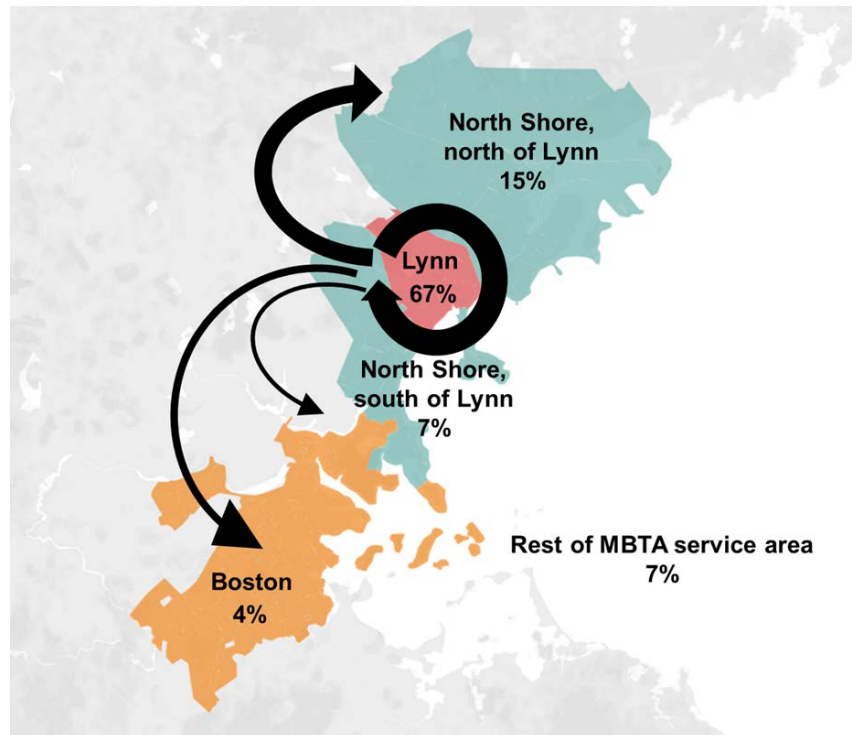 North Shore,
north of Lynn
15%
Lynn
67%
North Shore,
south of Lynn
7%
Rest of MBTA service area
7%
Boston
4%